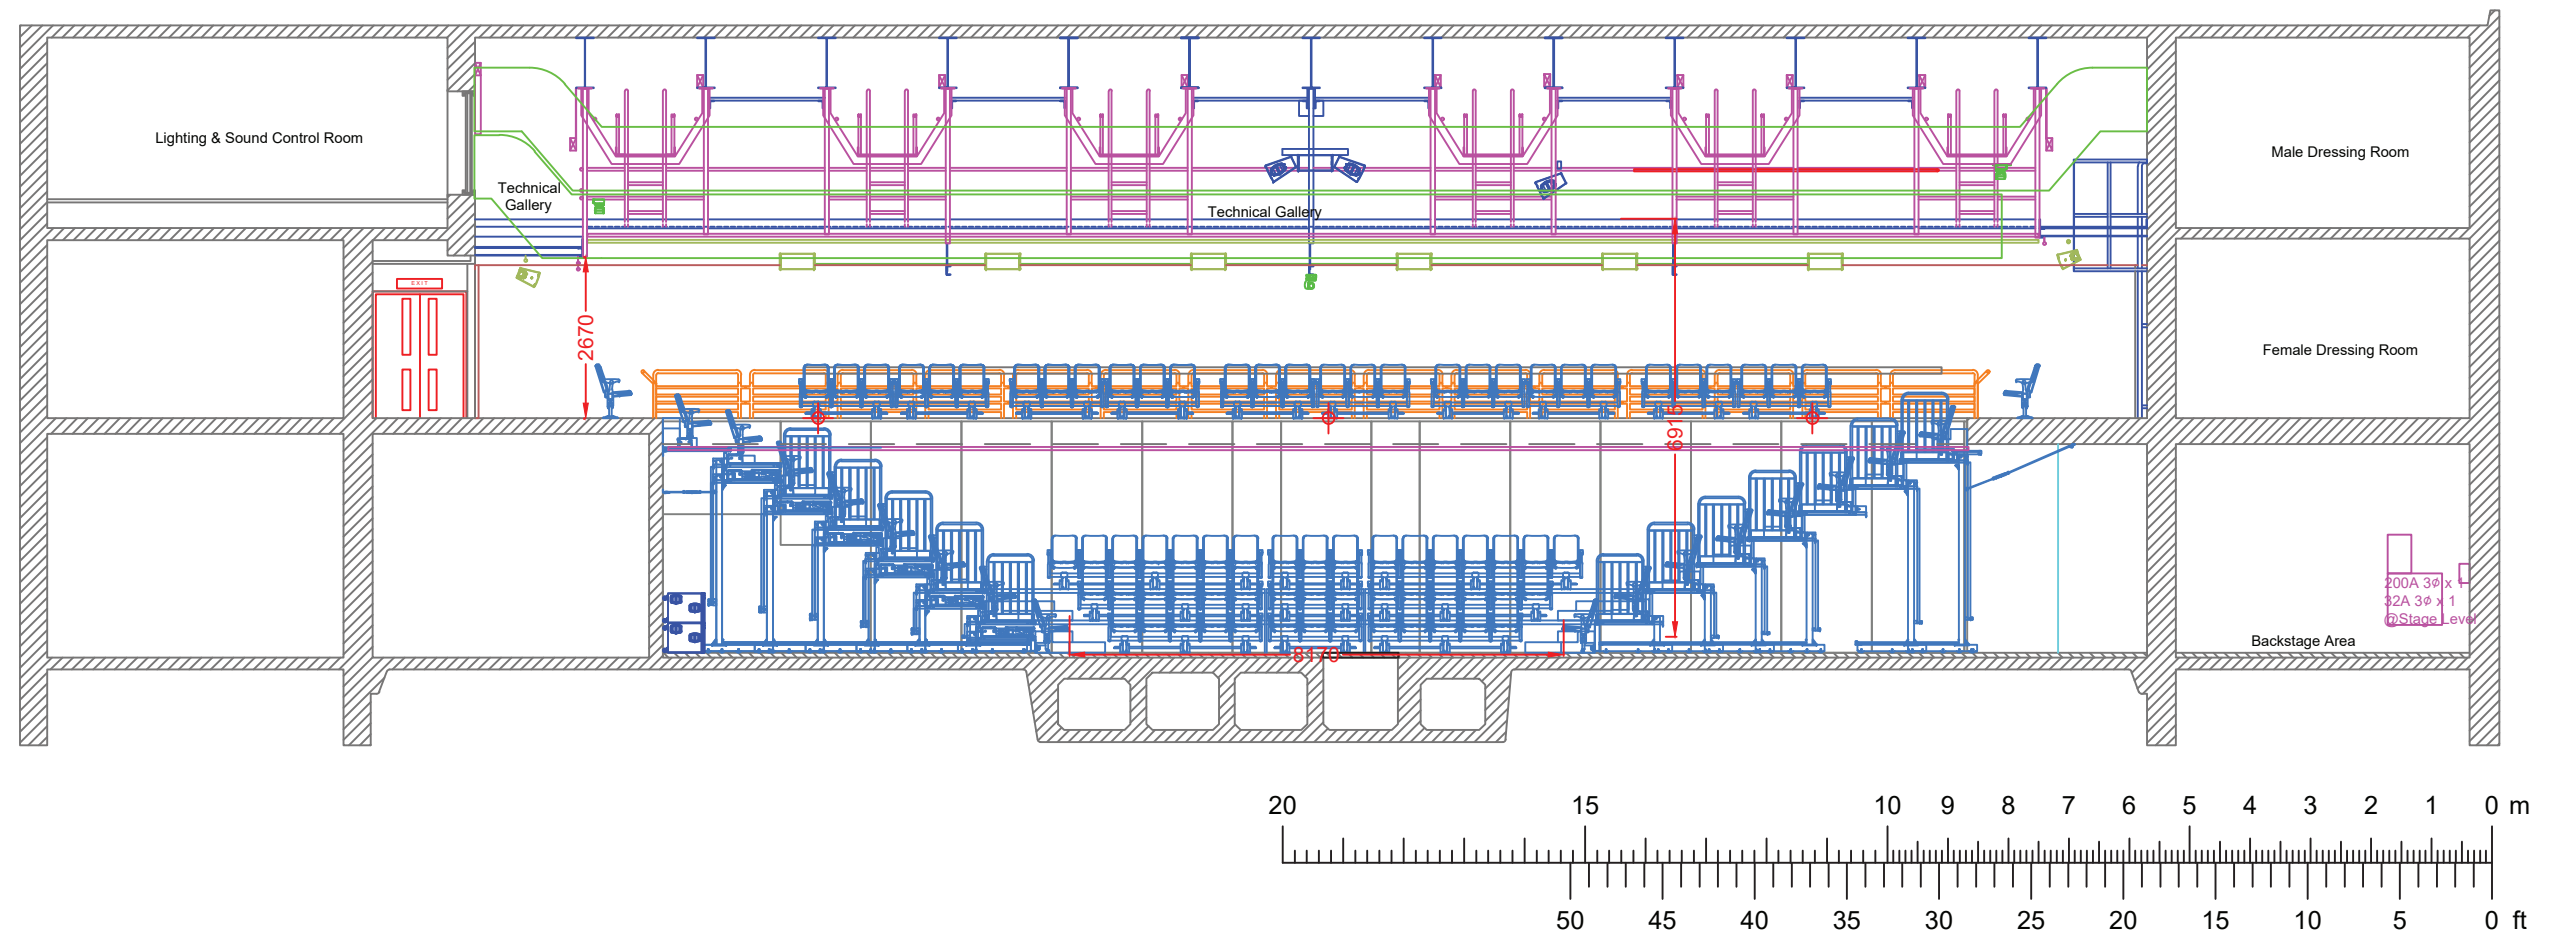 Lighting & Sound Control Room
Technical
Gallery
Technical Gallery
Male Dressing Room
EXIT
2670
Female Dressing Room
6915
200A 3ø x 1
32A 3ø x 1
@Stage Level
Backstage Area
8170
20 15 10 9 8 7 6 5 4 3 2 1 0 m
50 45 40 35 30 25 20 15 10 5 0 ft